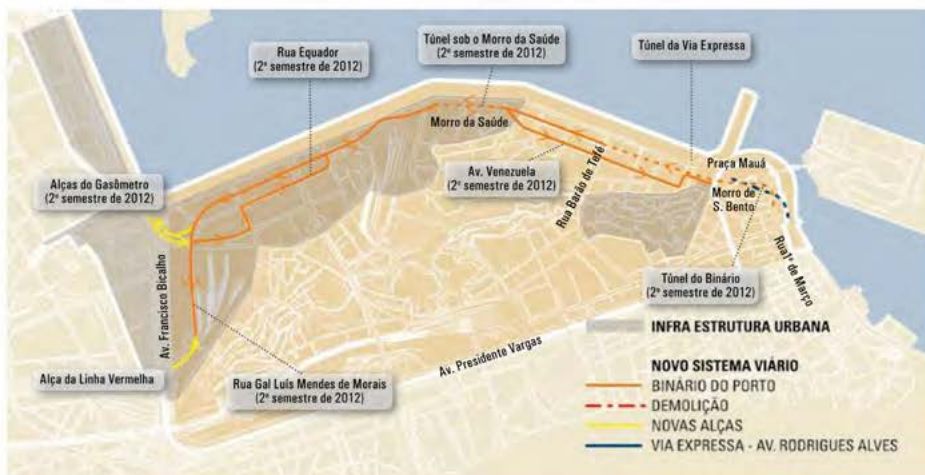 Rua Equador
(2º semestre de 2012)
Túnel sob o Morro da Saúde
(2º semestre de 2012)
Túnel da Via Expressa
Morro da Saúde
Alças do Gasômetro
(2º semestre de 2012)
Av. Venezuela
(2º semestre de 2012)
Rua Barão de Tefé
Praça Mauá
Morro de
S. Bento
Av. Francisco Bicalho
Rua1º de Março
Túnel do Binário
(2º semestre de 2012)
Alça da Linha Vermelha
Rua Gal Luís Mendes de Morais
(2º semestre de 2012)
Av. Presidente Vargas
INFRA ESTRUTURA URBANA
NOVO SISTEMA VIÁRIO
BINÁRIO DO PORTO
DEMOLIÇÃO
NOVAS ALÇAS
VIA EXPRESSA - AV. RODRIGUES ALVES